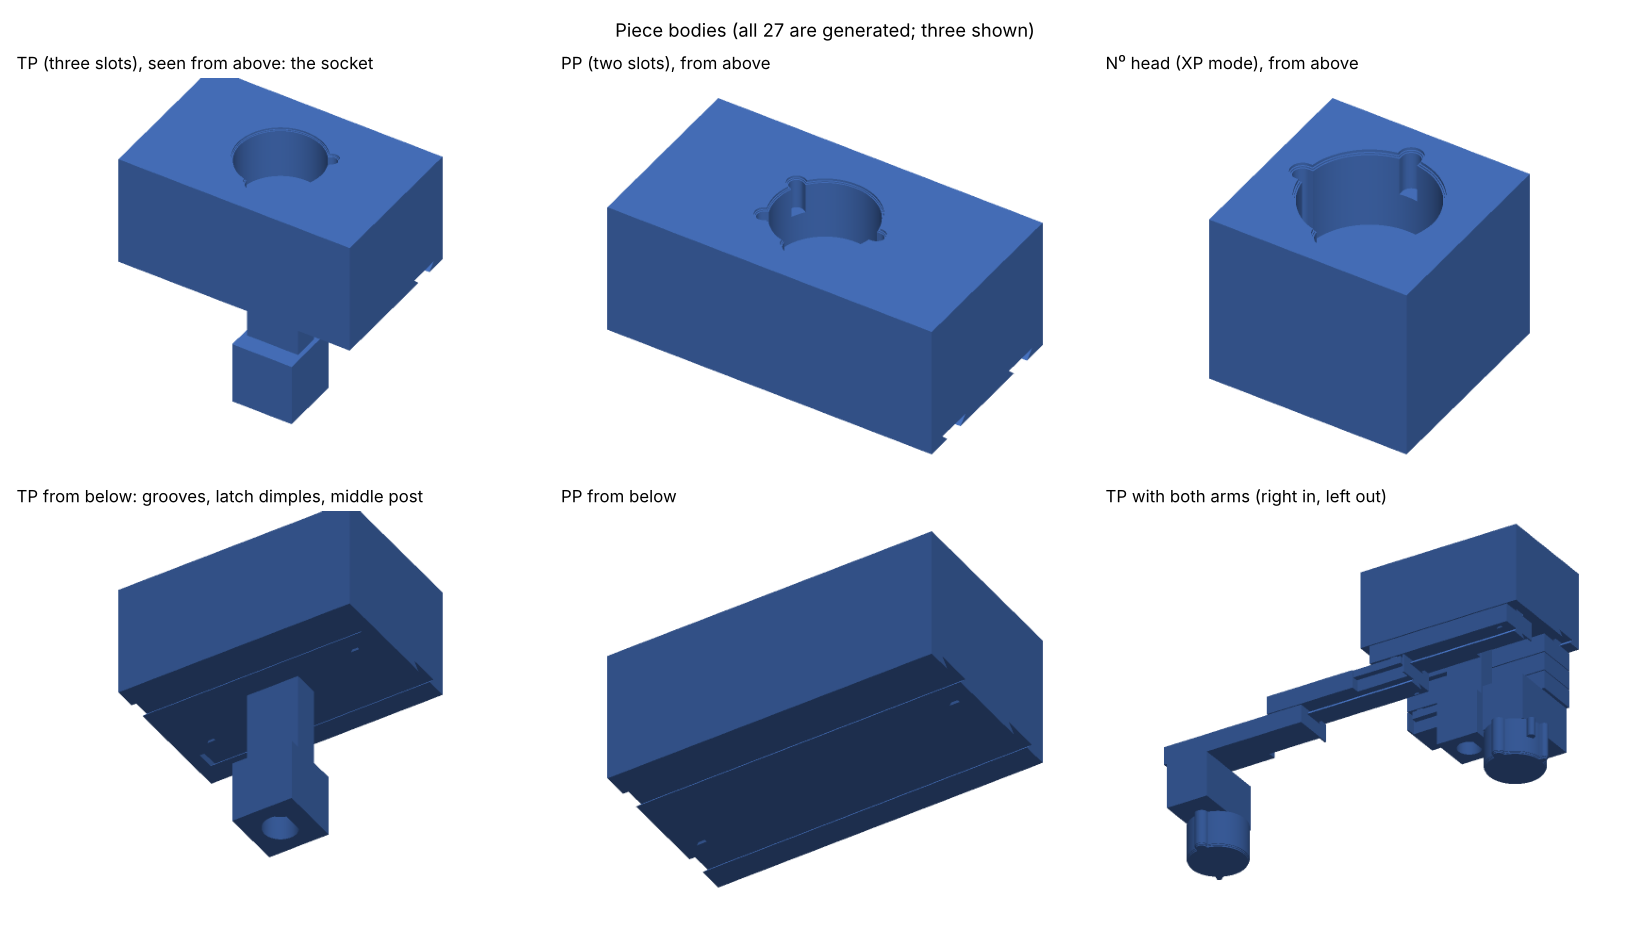 Piece bodies (all 27 are generated; three shown)
TP (three slots), seen from above: the socket
PP (two slots), from above
Nº head (XP mode), from above
TP from below: grooves, latch dimples, middle post
PP from below
TP with both arms (right in, left out)